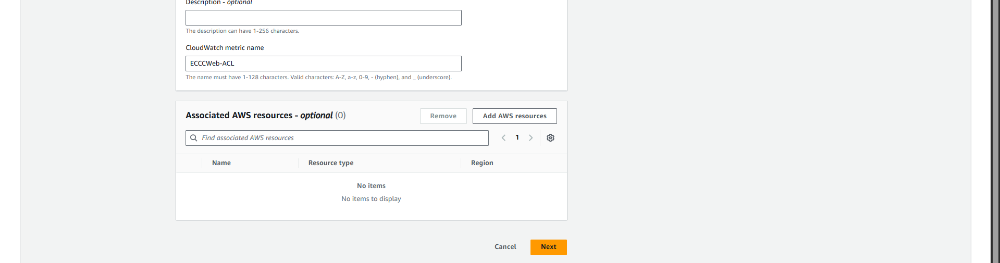 Description - optional
The description can have 1-256 characters.
CloudWatch metric name
ECCCWeb-ACL
The name must have 1-128 characters. Valid characters: A-Z, a-z, 0-9, - (hyphen), and _ (underscore).
Associated AWS resources - optional (0)
Remove
Add AWS resources
Find associated AWS resources
1
Name
Resource type
Region
No items
No items to display
Cancel
Next